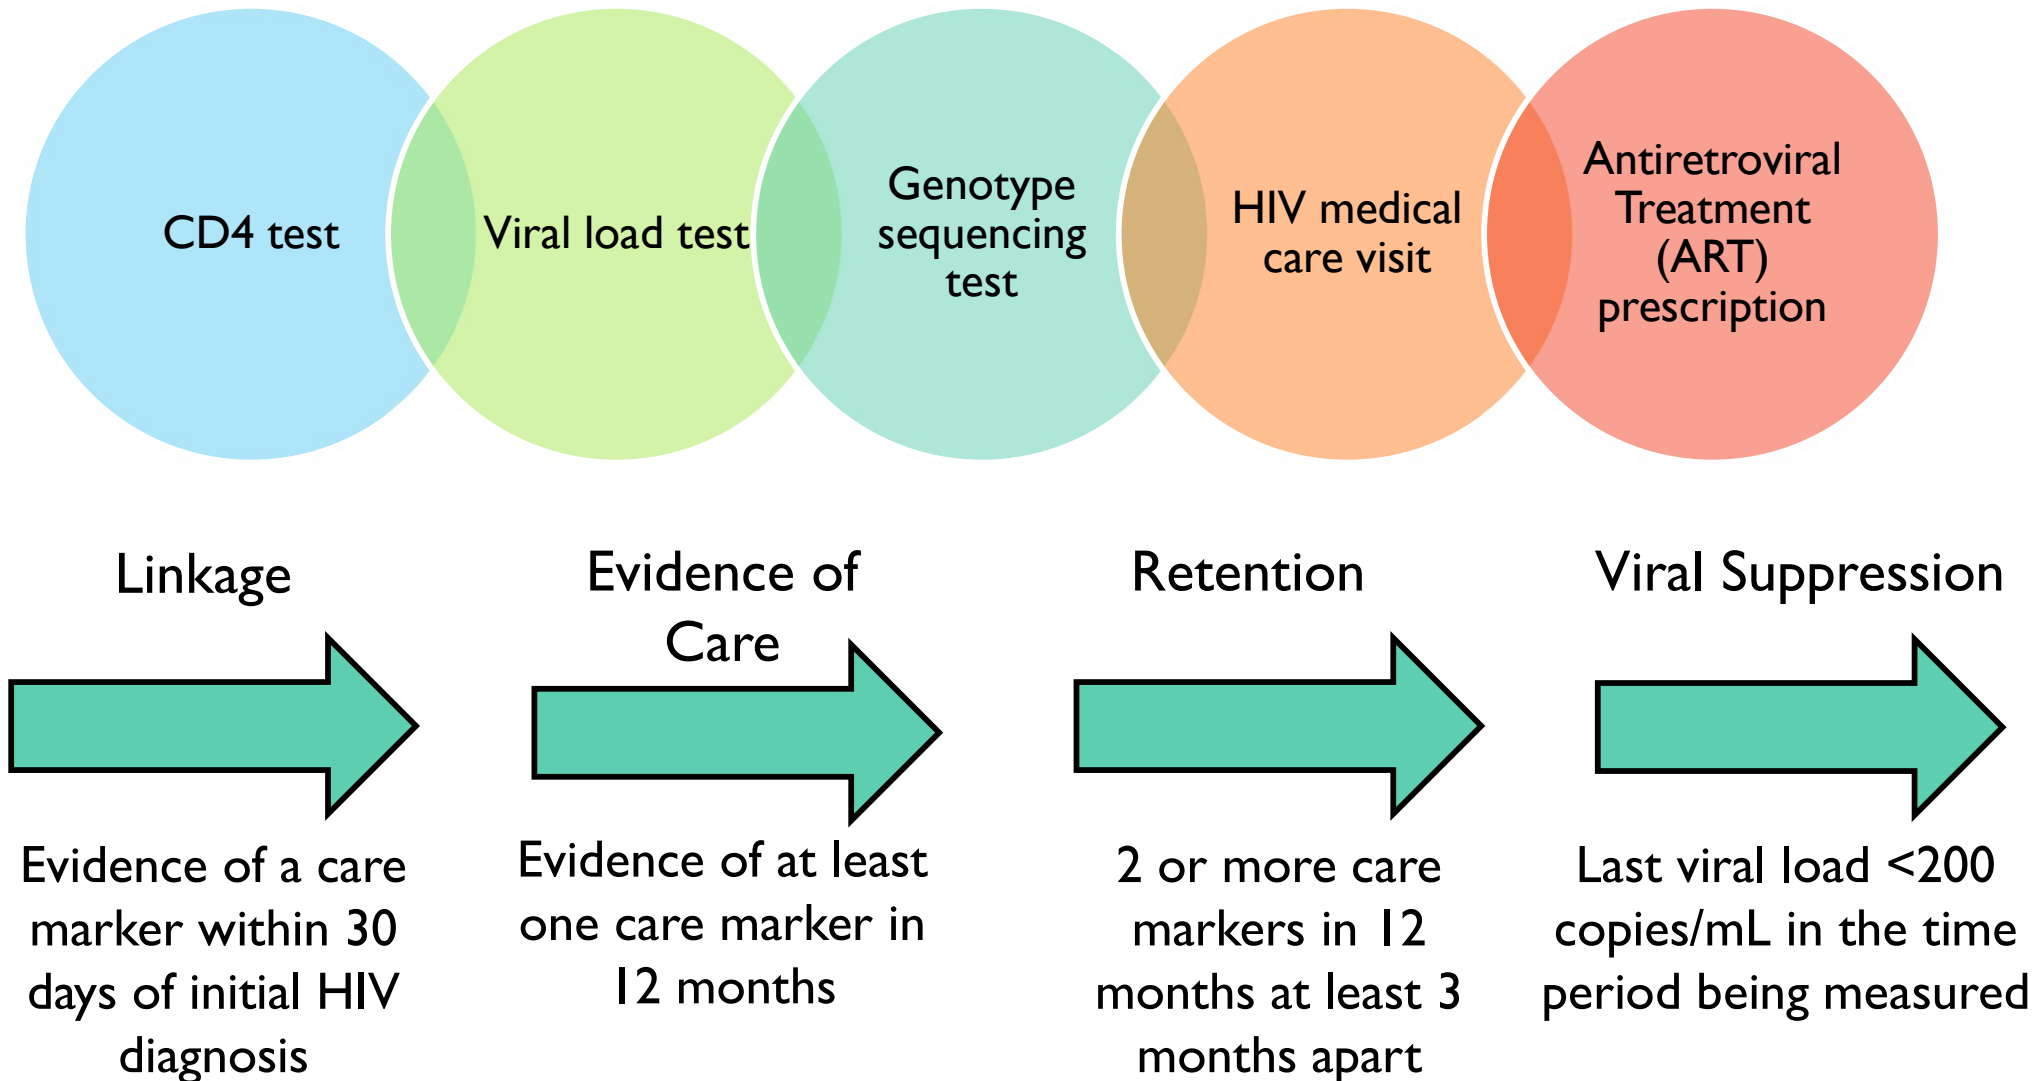 CD4 test
Viral load test
Genotype
sequencing
test
HIV medical
care visit
Antiretroviral
Treatment
(ART)
prescription
Linkage
Evidence of
Care
Retention
Viral Suppression
Evidence of a care
marker within 30
days of initial HIV
diagnosis
Evidence of at least
one care marker in
12 months
2 or more care
markers in 12
months at least 3
months apart
Last viral load <200
copies/mL in the time
period being measured